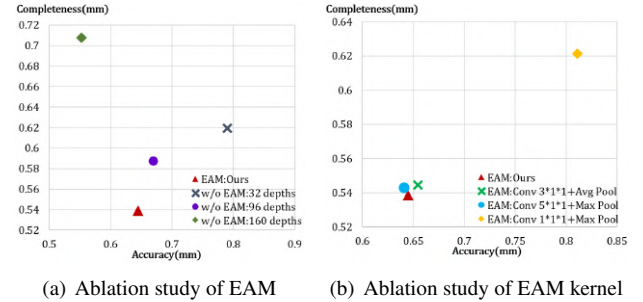 Completeness(mm)
0.72
0.7
0.68
0.66
0.64
0.62
0.6
0.58
0.56
0.54
0.52
0.5
0.6
0.7
0.8
0.9
Accuracy(mm)
EAM:Ours
w/o EAM:32 depths
w/o EAM:96 depths
w/o EAM:160 depths
(a) Ablation study of EAM
Completeness(mm)
0.64
0.62
0.6
0.58
0.56
0.54
0.52
0.6
0.65
0.7
0.75
0.8
0.85
Accuracy(mm)
EAM:Ours
EAM:Conv 3*1*1+Avg Pool
EAM:Conv 5*1*1+Max Pool
EAM:Conv 1*1*1+Max Pool
(b) Ablation study of EAM kernel